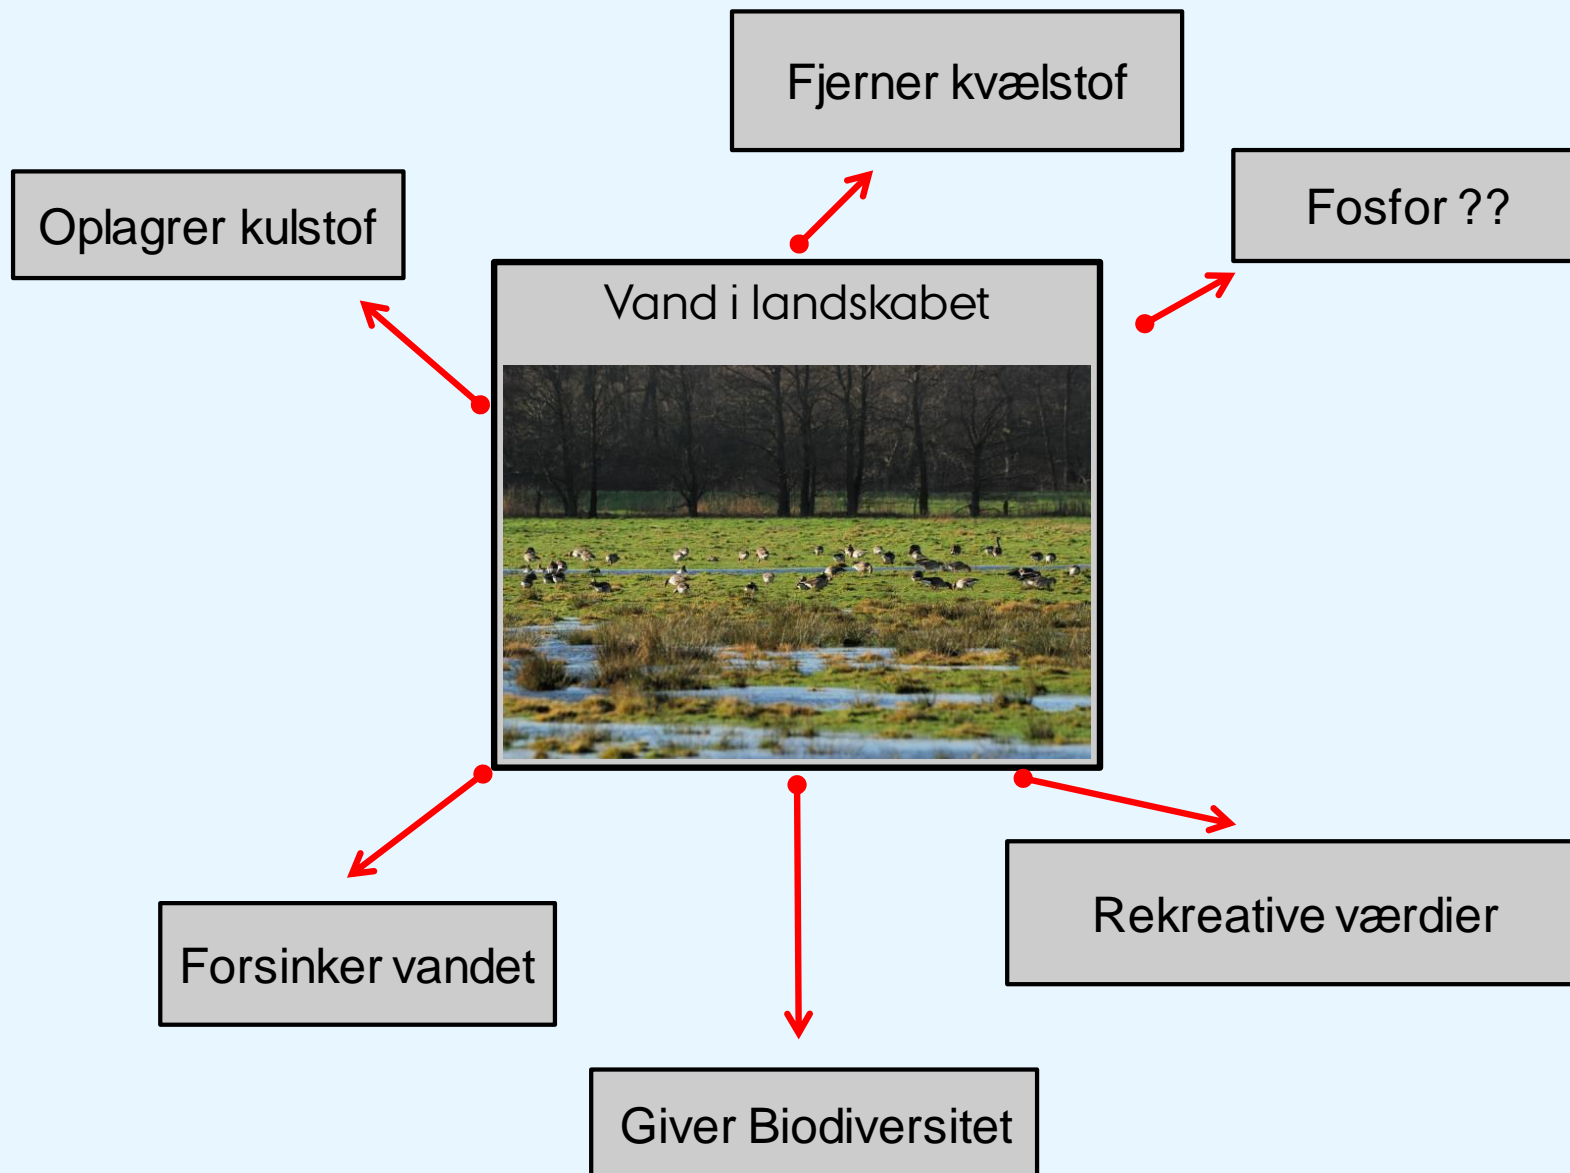 Fjerner kvælstof
Fosfor ??
Oplagrer kulstof
Vand i landskabet
Rekreative værdier
Forsinker vandet
Giver Biodiversitet